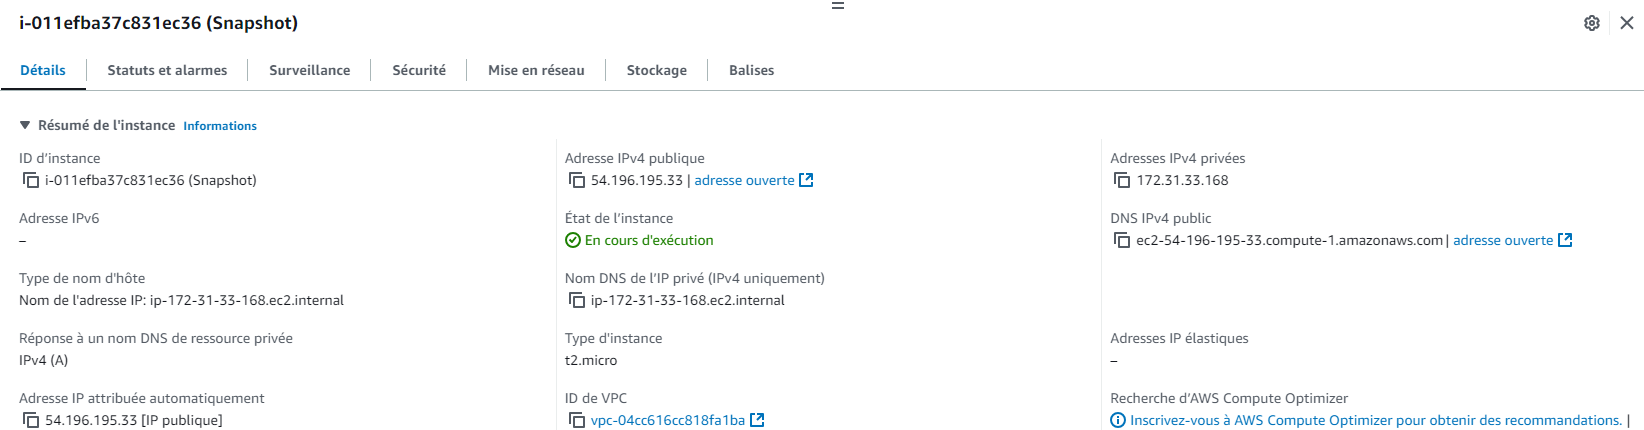 i-011efba37c831ec36 (Snapshot)
Détails
Statuts et alarmes
Surveillance
Sécurité
Mise en réseau
Stockage
Balises
Résumé de l'instance Informations
ID d’instance
i-011efba37c831ec36 (Snapshot)
Adresse IPv4 publique
54.196.195.33 | adresse ouverte
Adresses IPv4 privées
172.31.33.168
Adresse IPv6
–
État de l’instance
En cours d'exécution
DNS IPv4 public
ec2-54-196-195-33.compute-1.amazonaws.com | adresse ouverte
Type de nom d'hôte
Nom de l'adresse IP: ip-172-31-33-168.ec2.internal
Nom DNS de l’IP privé (IPv4 uniquement)
ip-172-31-33-168.ec2.internal
Réponse à un nom DNS de ressource privée
IPv4 (A)
Type d'instance
t2.micro
Adresses IP élastiques
–
Adresse IP attribuée automatiquement
54.196.195.33 [IP publique]
ID de VPC
vpc-04cc616cc818fa1ba
Recherche d’AWS Compute Optimizer
Inscrivez-vous à AWS Compute Optimizer pour obtenir des recommandations. |